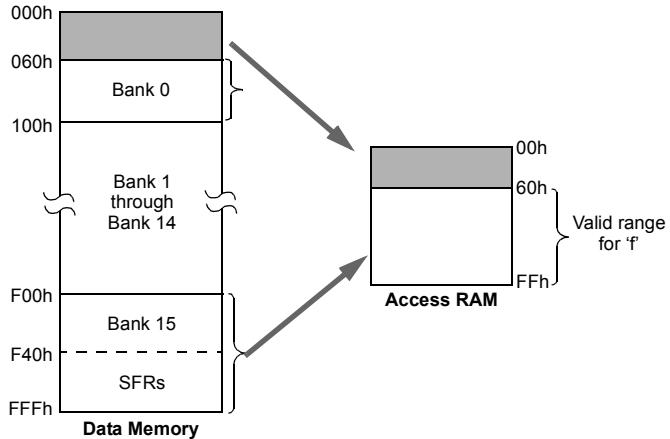 000h
060h
Bank 0
100h
Bank 1
through
Bank 14
F00h
Bank 15
F40h
SFRs
FFFh
Data Memory
00h
60h
Valid range
for ‘f’
FFh
Access RAM